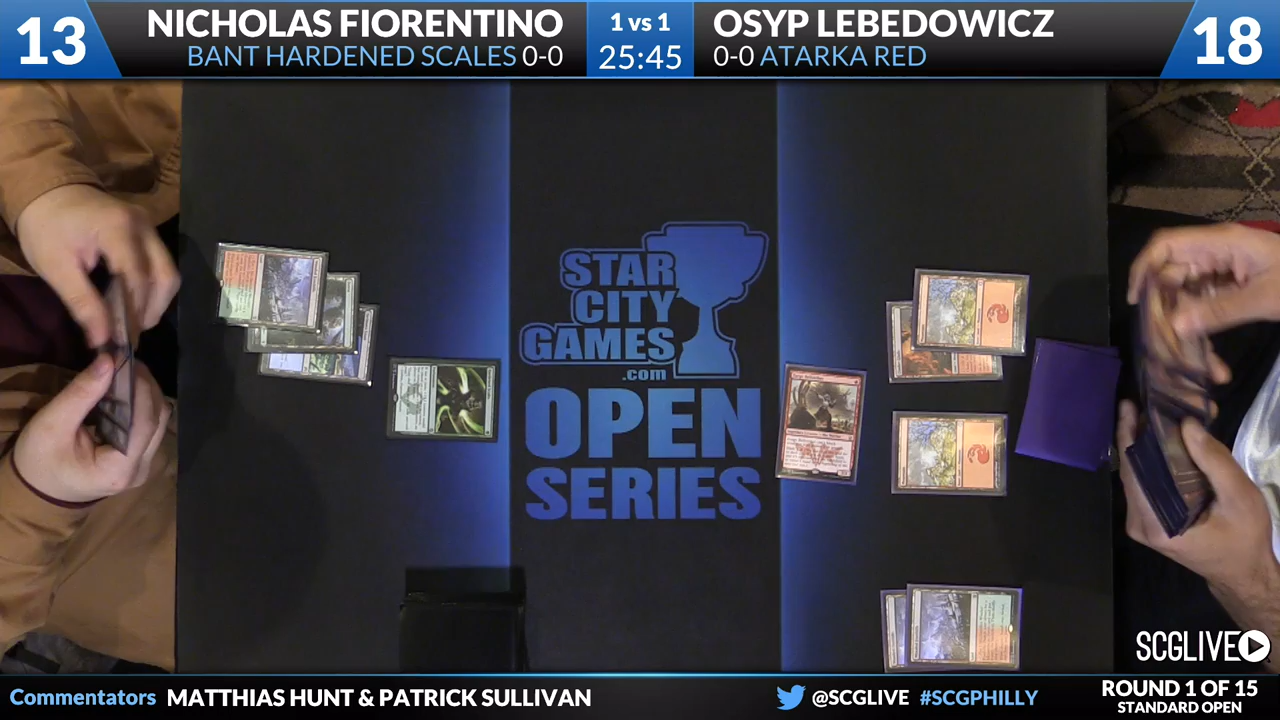 13
NICHOLAS FIORENTINO
BANT HARDENED SCALES 0-0
1 vs 1
25:45
OSYP LEBEDOWICZ
0-0 ATARKA RED
18
STAR
CITY
GAMES
.com
OPEN
SERIES
SCGLIVE
Commentators MATTHIAS HUNT & PATRICK SULLIVAN
@SCGLIVE #SCGPHILLY
ROUND 1 OF 15
STANDARD OPEN